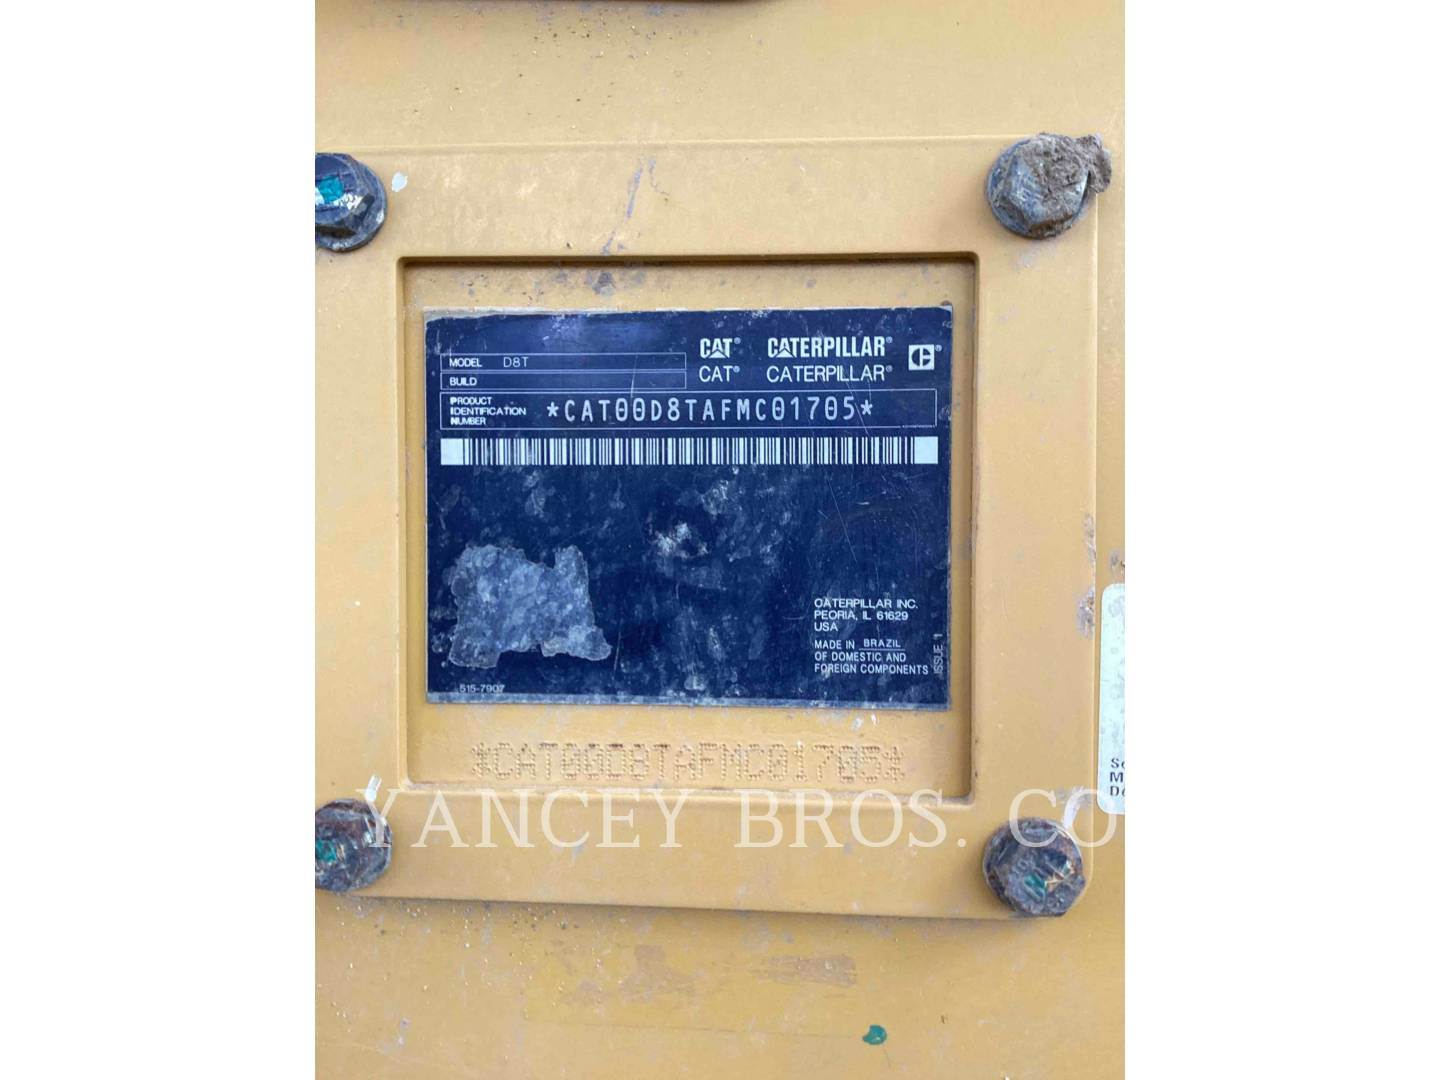 CAT® CATERPILLAR®
MODEL D8T
CAT® CATERPILLAR®
BUILD
PRODUCT
IDENTIFICATION
NUMBER
*CAT00D8TAFMC01705*
CATERPILLAR INC.
PEORIA, IL 61629
USA
MADE IN BRAZIL
OF DOMESTIC AND
FOREIGN COMPONENTS
ISSUE 1
515-7907
*CAT00D8TAFMC01705*
YANCEY BROS. CO